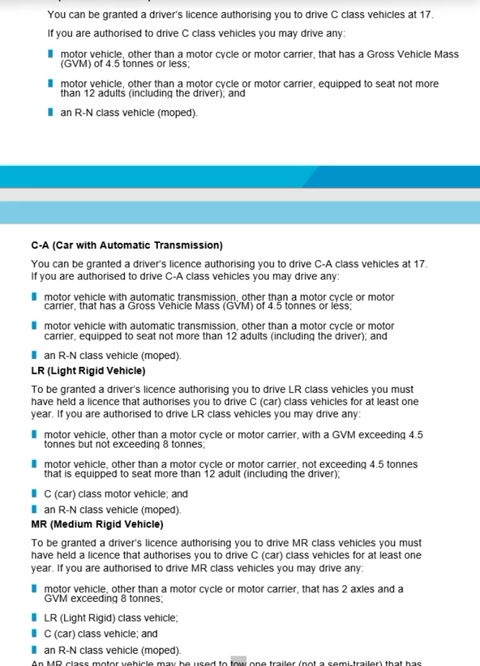 You can be granted a driver's licence authorising you to drive C class vehicles at 17.
If you are authorised to drive C class vehicles you may drive any:
motor vehicle, other than a motor cycle or motor carrier, that has a Gross Vehicle Mass
(GVM) of 4.5 tonnes or less;
motor vehicle, other than a motor cycle or motor carrier, equipped to seat not more
than 12 adults (including the driver); and
an R-N class vehicle (moped).
C-A (Car with Automatic Transmission)
You can be granted a driver's licence authorising you to drive C-A class vehicles at 17.
If you are authorised to drive C-A class vehicles you may drive any:
motor vehicle with automatic transmission, other than a motor cycle or motor
carrier, that has a Gross Vehicle Mass (GVM) of 4.5 tonnes or less;
motor vehicle with automatic transmission, other than a motor cycle or motor
carrier, equipped to seat not more than 12 adults (including the driver); and
an R-N class vehicle (moped).
LR (Light Rigid Vehicle)
To be granted a driver's licence authorising you to drive LR class vehicles you must
have held a licence that authorises you to drive C (car) class vehicles for at least one
year. If you are authorised to drive LR class vehicles you may drive any:
motor vehicle, other than a motor cycle or motor carrier, with a GVM exceeding 4.5
tonnes but not exceeding 8 tonnes;
motor vehicle, other than a motor cycle or motor carrier, not exceeding 4.5 tonnes
that is equipped to seat more than 12 adult (including the driver);
C (car) class motor vehicle; and
an R-N class vehicle (moped).
MR (Medium Rigid Vehicle)
To be granted a driver's licence authorising you to drive MR class vehicles you must
have held a licence that authorises you to drive C (car) class vehicles for at least one
year. If you are authorised to drive MR class vehicles you may drive any:
motor vehicle, other than a motor cycle or motor carrier, that has 2 axles and a
GVM exceeding 8 tonnes;
LR (Light Rigid) class vehicle;
C (car) class vehicle; and
an R-N class vehicle (moped).
An MR class motor vehicle may be used to tow one trailer (not a semi-trailer) that has